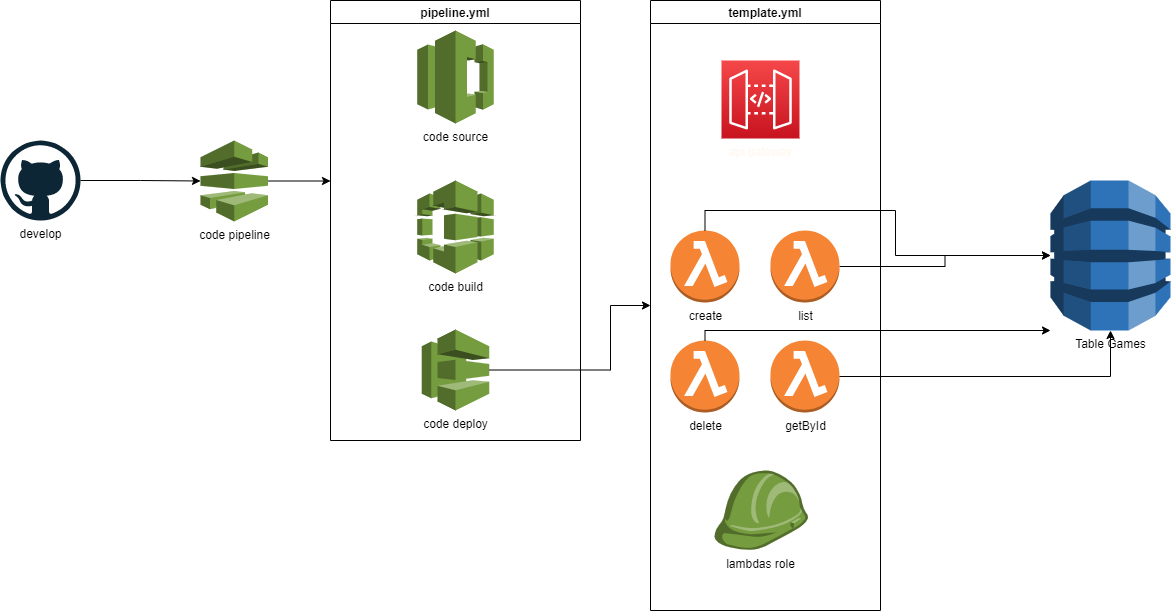 pipeline.yml
template.yml
code source
develop
code pipeline
code build
create
list
Table Games
code deploy
delete
getById
lambdas role